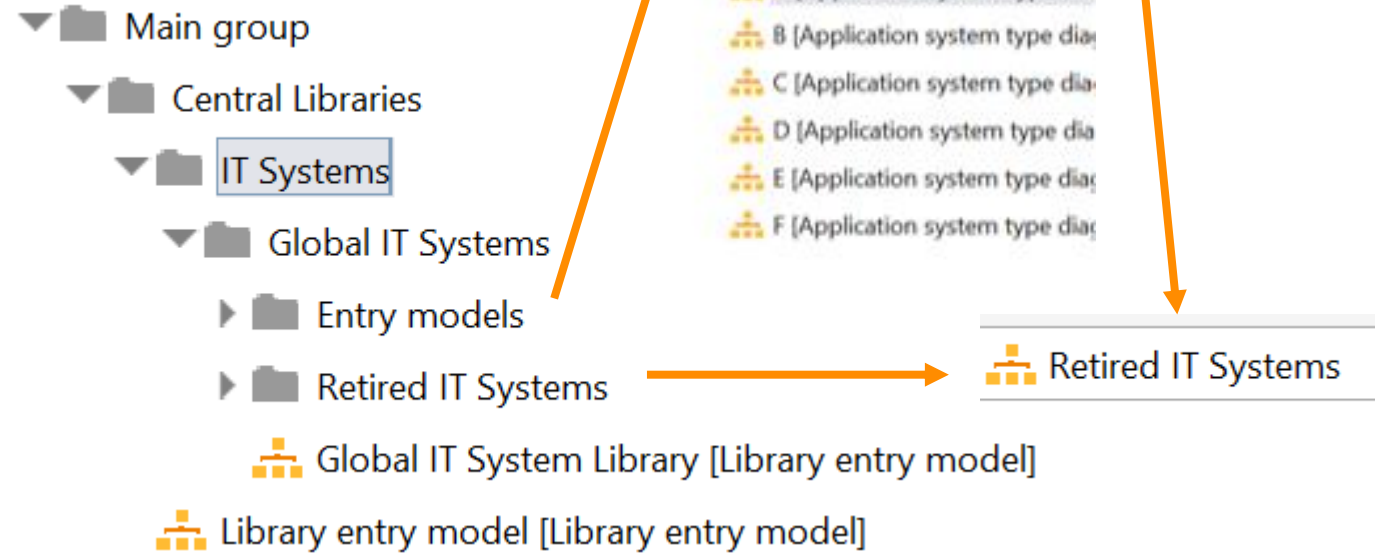 Main group
Central Libraries
IT Systems
Global IT Systems
Entry models
Retired IT Systems
Global IT System Library [Library entry model]
Library entry model [Library entry model]
B [Application system type
C [Application system type
D [Application system type
E [Application system type
F [Application system type
Retired IT Systems